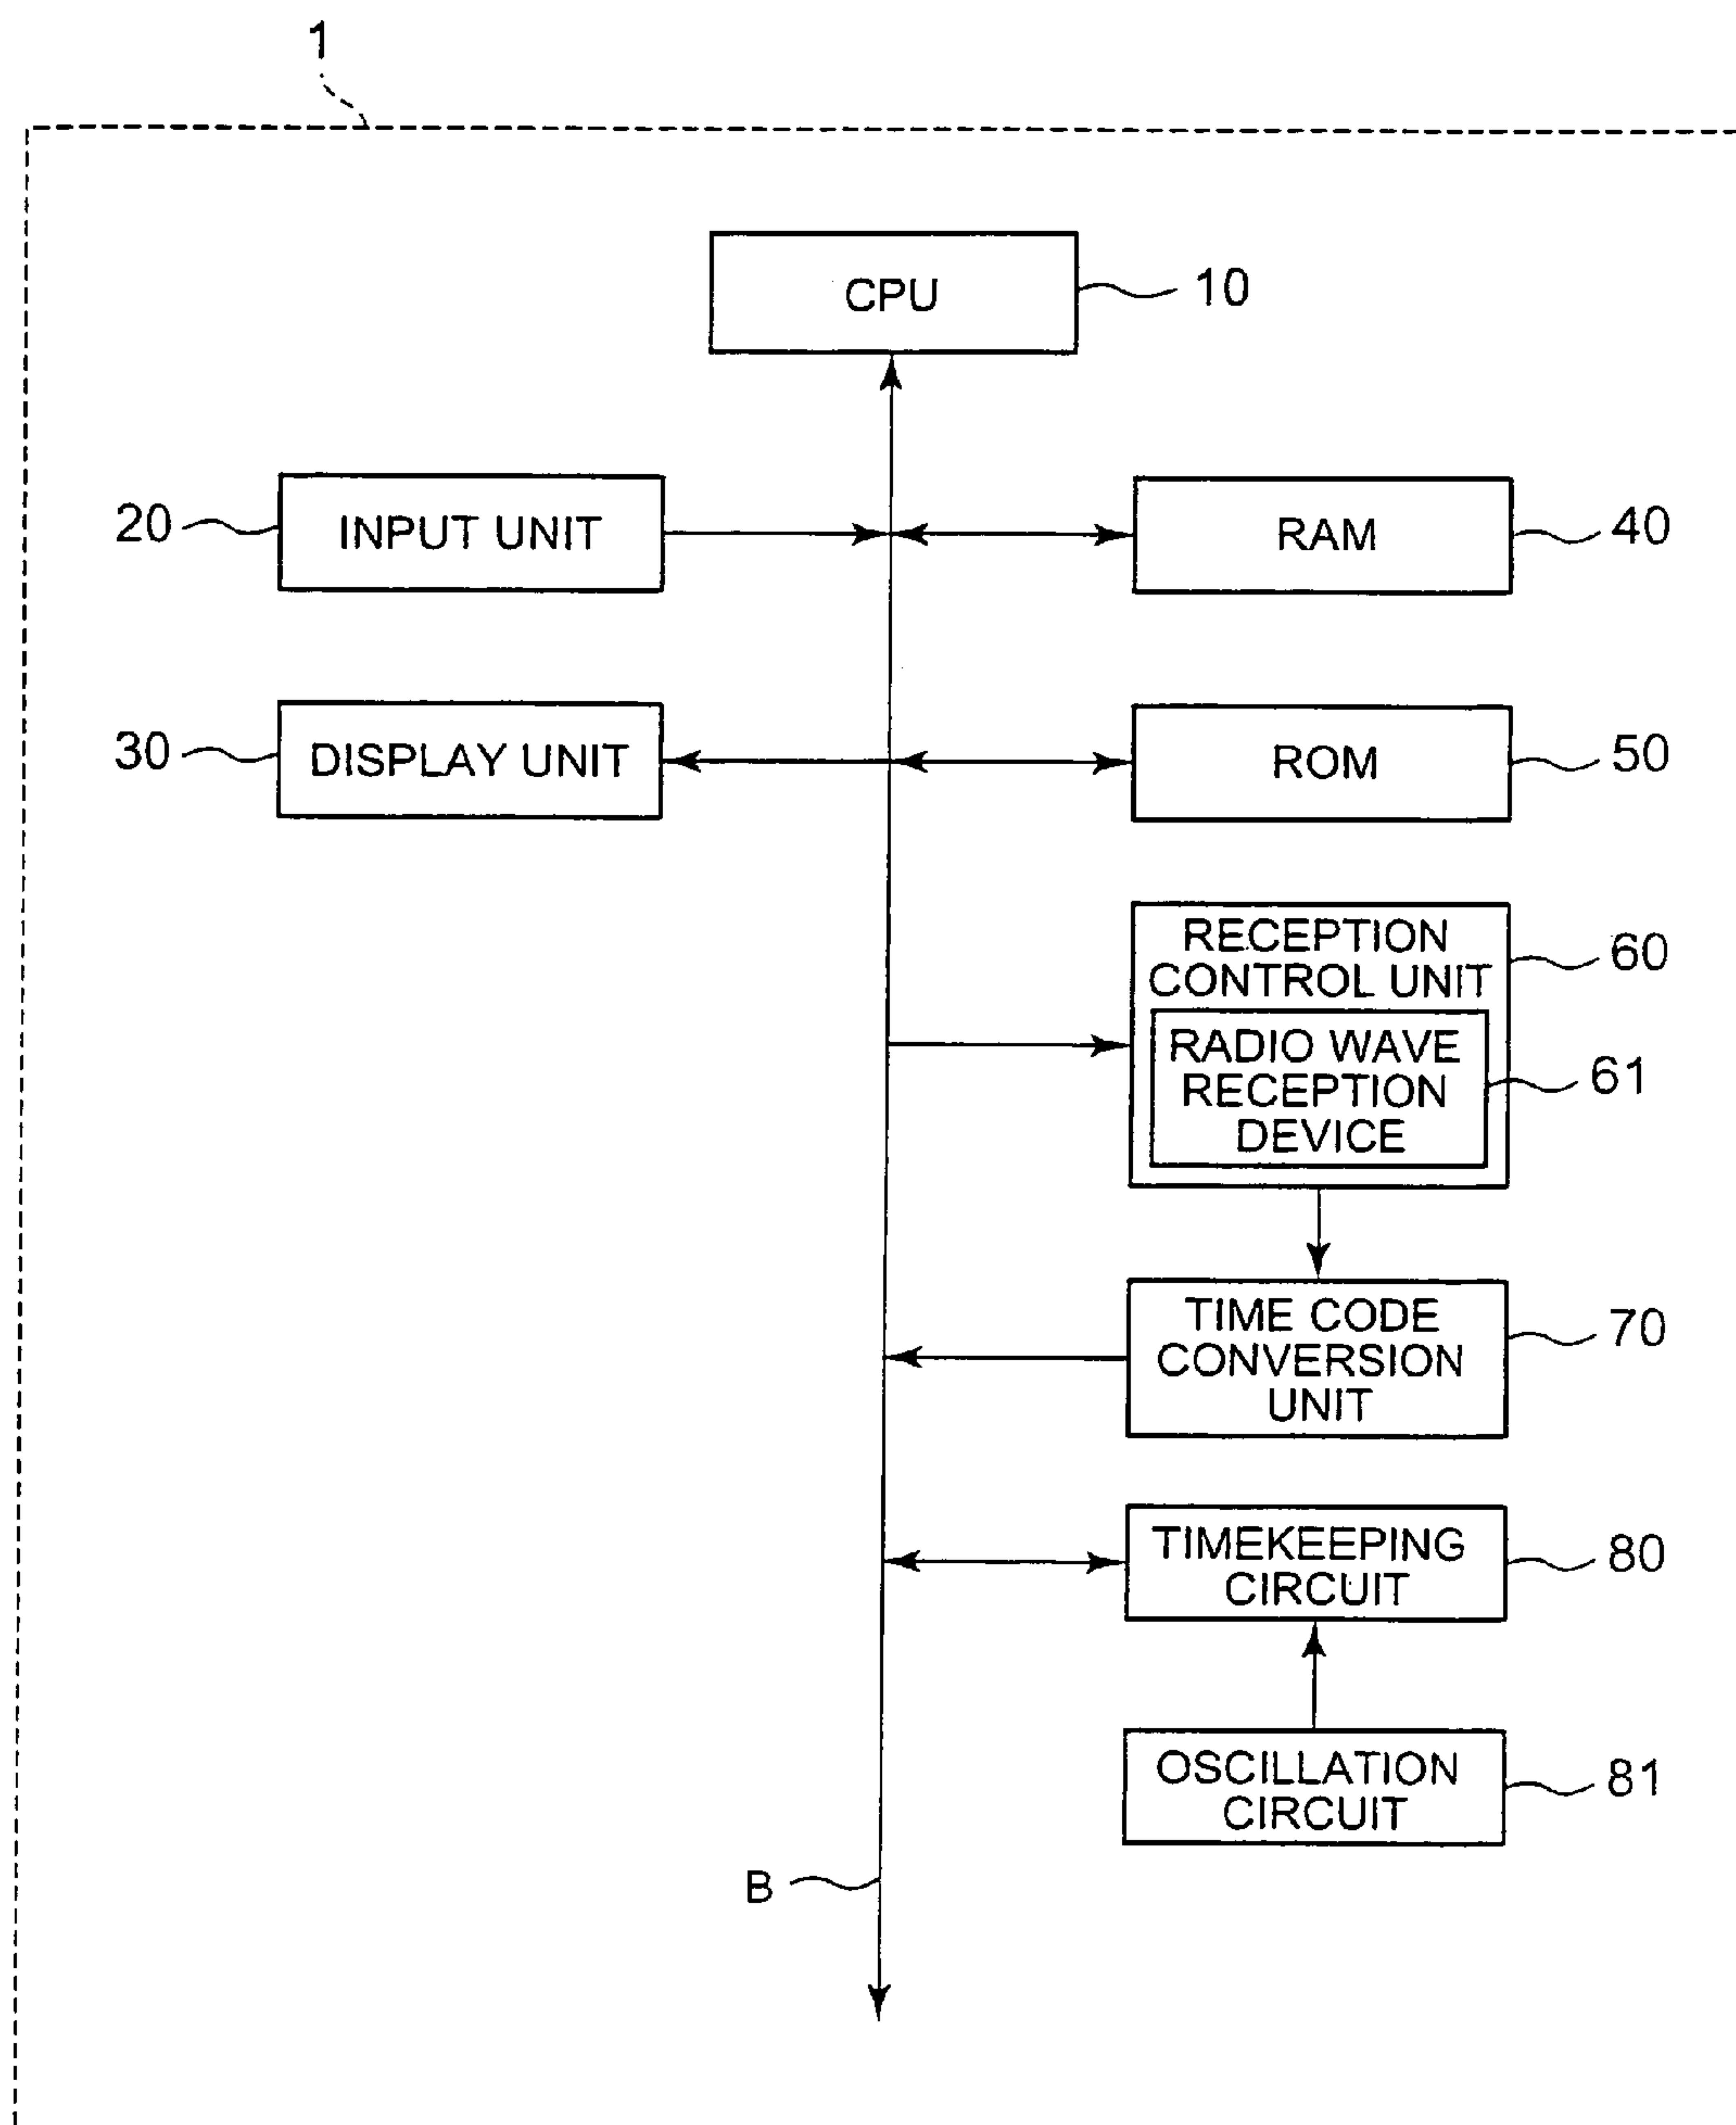 1
CPU
10
20
INPUT UNIT
RAM
40
30
DISPLAY UNIT
ROM
50
RECEPTION
CONTROL UNIT
60
RADIO WAVE
RECEPTION
DEVICE
61
TIME CODE
CONVERSION
UNIT
70
TIMEKEEPING
CIRCUIT
80
OSCILLATION
CIRCUIT
81
B